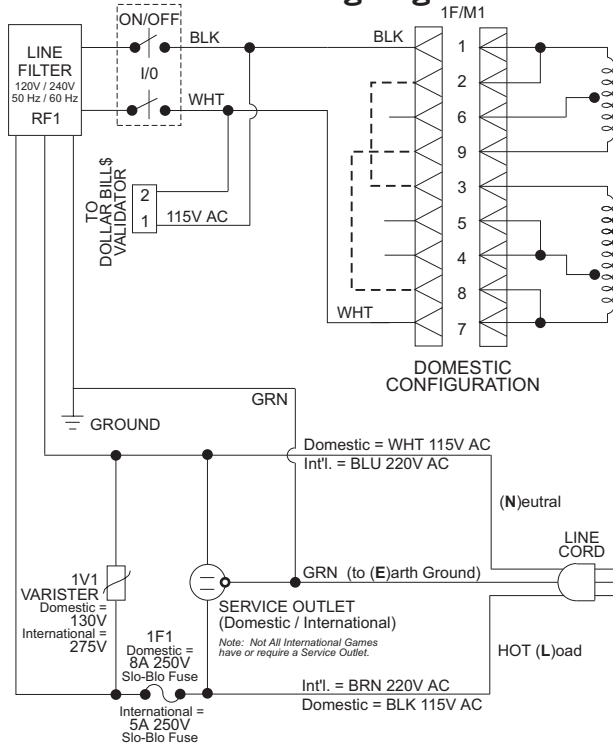 ON/OFF
1F/M1
LINE
FILTER
120V / 240V
50 Hz / 60 Hz
RF1
I/0
BLK
WHT
BLK
1
2
6
9
3
5
4
8
7
TO
DOLLAR BILL$
VALIDATOR
2
1
115V AC
WHT
DOMESTIC
CONFIGURATION
GRN
GROUND
Domestic = WHT 115V AC
Int'l. = BLU 220V AC
(N)eutral
LINE
CORD
GRN (to (E)arth Ground)
1V1
VARISTER
Domestic =
130V
International =
275V
SERVICE OUTLET
(Domestic / International)
Note: Not All International Games
have or require a Service Outlet.
HOT (L)oad
1F1
Domestic =
8A 250V
Slo-Blo Fuse
International =
5A 250V
Slo-Blo Fuse
Int'l. = BRN 220V AC
Domestic = BLK 115V AC